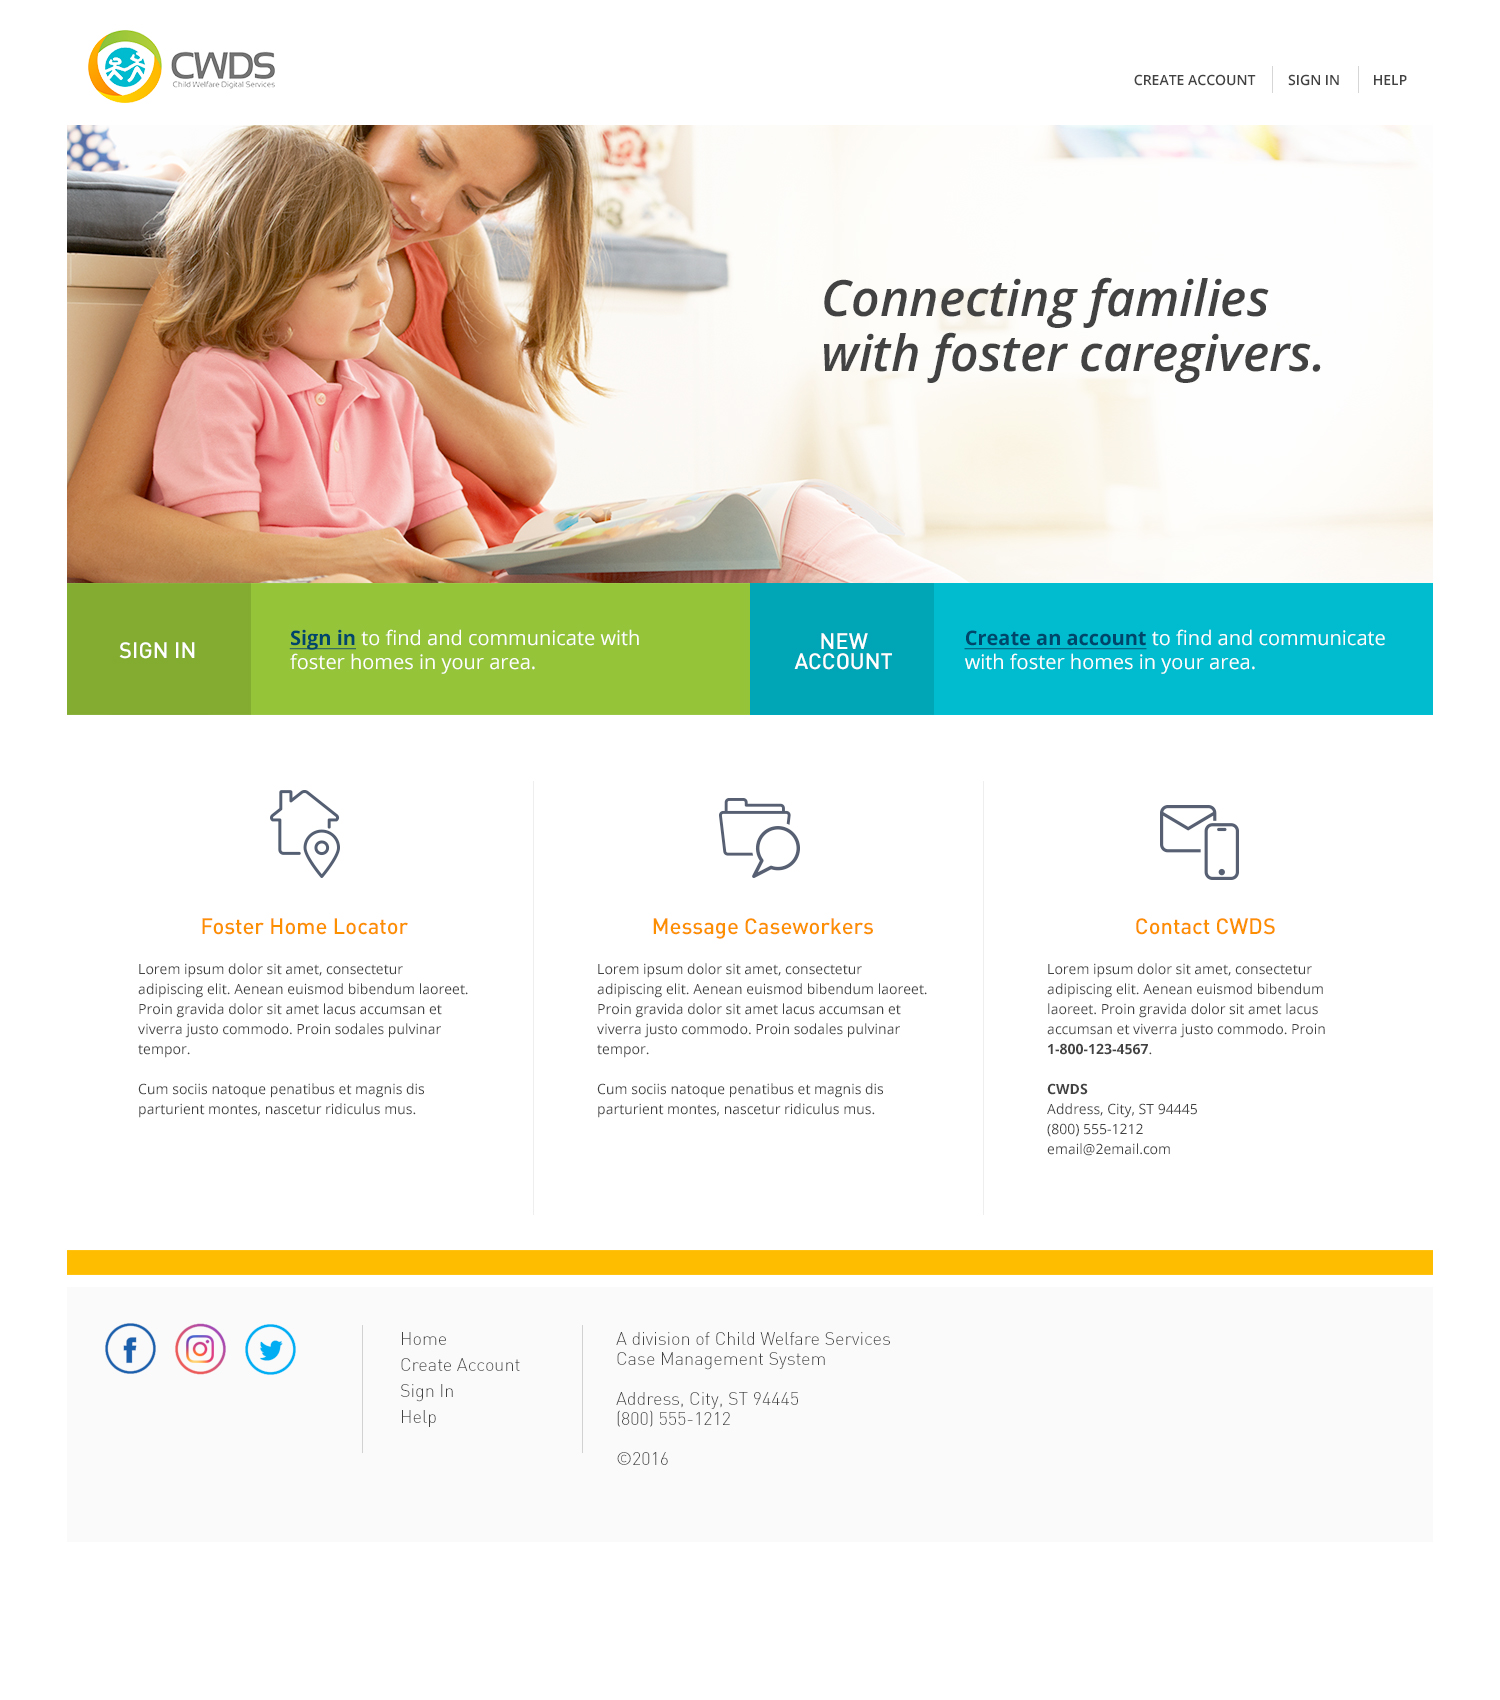 CWDS
Child Welfare Digital Services
CREATE ACCOUNT
SIGN IN
HELP
Connecting families
with foster caregivers.
SIGN IN
Sign in to find and communicate with
foster homes in your area.
NEW
ACCOUNT
Create an account to find and communicate
with foster homes in your area.
Foster Home Locator
Lorem ipsum dolor sit amet, consectetur
adipiscing elit. Aenean euismod bibendum laoreet.
Proin gravida dolor sit amet lacus accumsan et
viverra justo commodo. Proin sodales pulvinar
tempor.
Cum sociis natoque penatibus et magnis dis
parturient montes, nascetur ridiculus mus.
Message Caseworkers
Lorem ipsum dolor sit amet, consectetur
adipiscing elit. Aenean euismod bibendum laoreet.
Proin gravida dolor sit amet lacus accumsan et
viverra justo commodo. Proin sodales pulvinar
tempor.
Cum sociis natoque penatibus et magnis dis
parturient montes, nascetur ridiculus mus.
Contact CWDS
Lorem ipsum dolor sit amet, consectetur
adipiscing elit. Aenean euismod bibendum
laoreet. Proin gravida dolor sit amet lacus
accumsan et viverra justo commodo. Proin
1-800-123-4567.
CWDS
Address, City, ST 94445
(800) 555-1212
email@2email.com
Home
Create Account
Sign In
Help
A division of Child Welfare Services
Case Management System
Address, City, ST 94445
(800) 555-1212
©2016